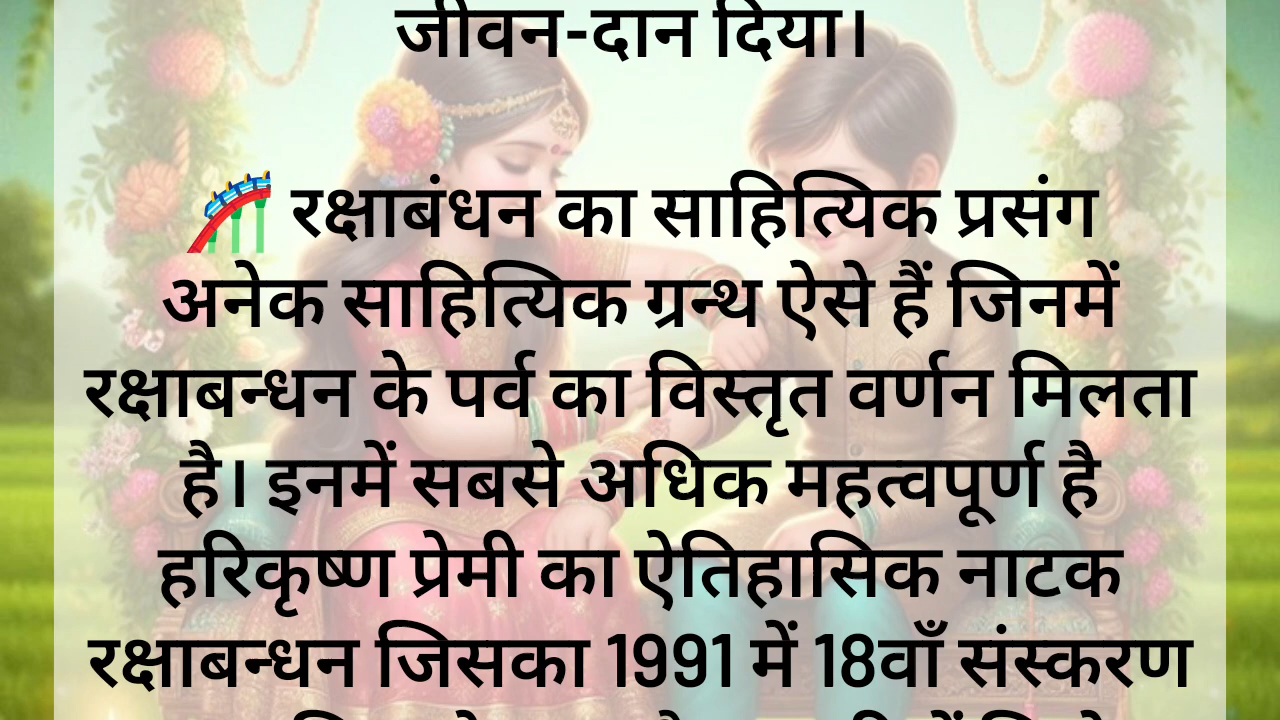 जीवन-दान दिया।
🎢 रक्षाबंधन का साहित्यिक प्रसंग
अनेक साहित्यिक ग्रन्थ ऐसे हैं जिनमें
रक्षाबन्धन के पर्व का विस्तृत वर्णन मिलता
है। इनमें सबसे अधिक महत्वपूर्ण है
हरिकृष्ण प्रेमी का ऐतिहासिक नाटक
रक्षाबन्धन जिसका 1991 में 18वाँ संस्करण